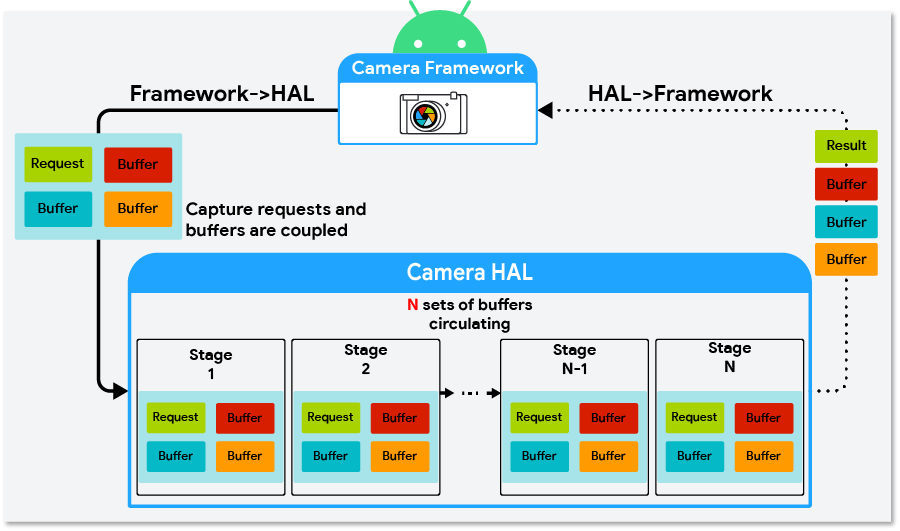 Camera Framework
Framework->HAL
HAL->Framework
Request
Buffer
Buffer
Buffer
Capture requests and
buffers are coupled
Result
Buffer
Buffer
Buffer
Camera HAL
N sets of buffers
circulating
Stage
1
Request
Buffer
Buffer
Buffer
Stage
2
Request
Buffer
Buffer
Buffer
Stage
N-1
Request
Buffer
Buffer
Buffer
Stage
N
Request
Buffer
Buffer
Buffer